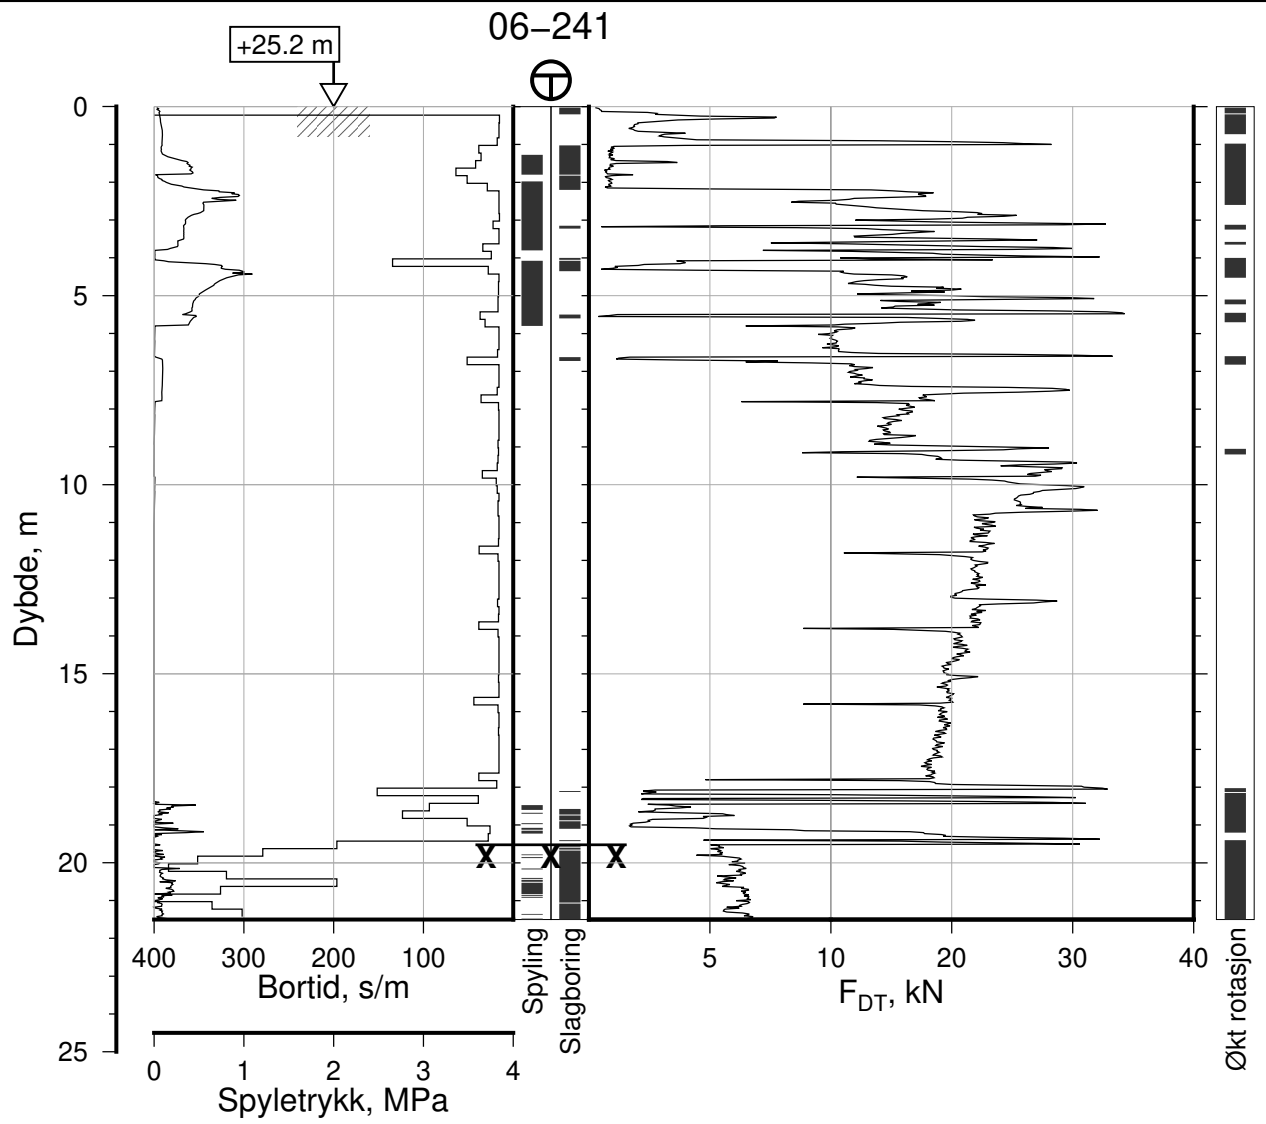 06−241
+25.2 m
0
5
10
15
20
25
Dybde, m
400 300 200 100
Bortid, s/m
0 1 2 3 4
Spyletrykk, MPa
Spyling
Slagboring
5 10 20 30 40
FDT, kN
Økt rotasjon
X X X